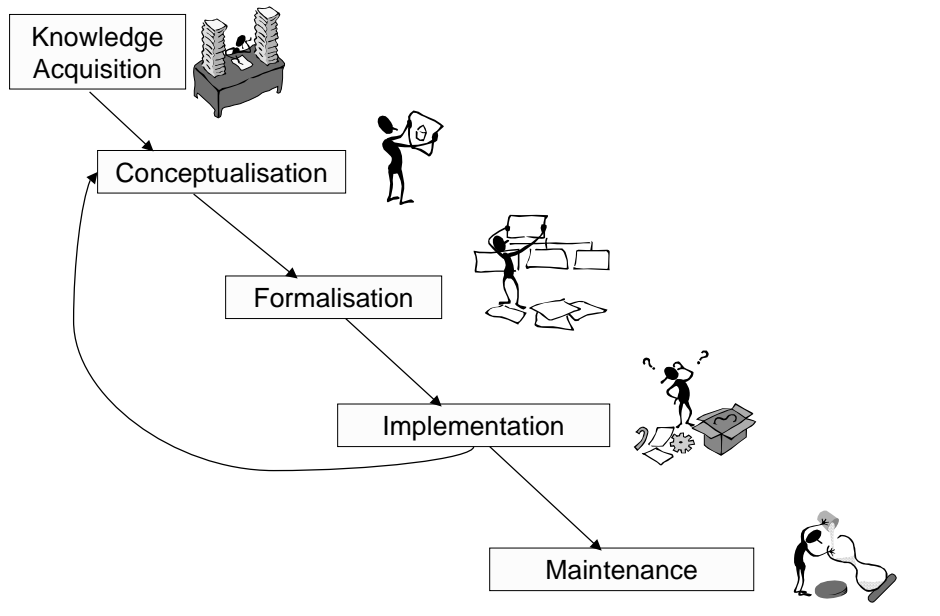 Knowledge
Acquisition
Conceptualisation
Formalisation
Implementation
? ?
Maintenance